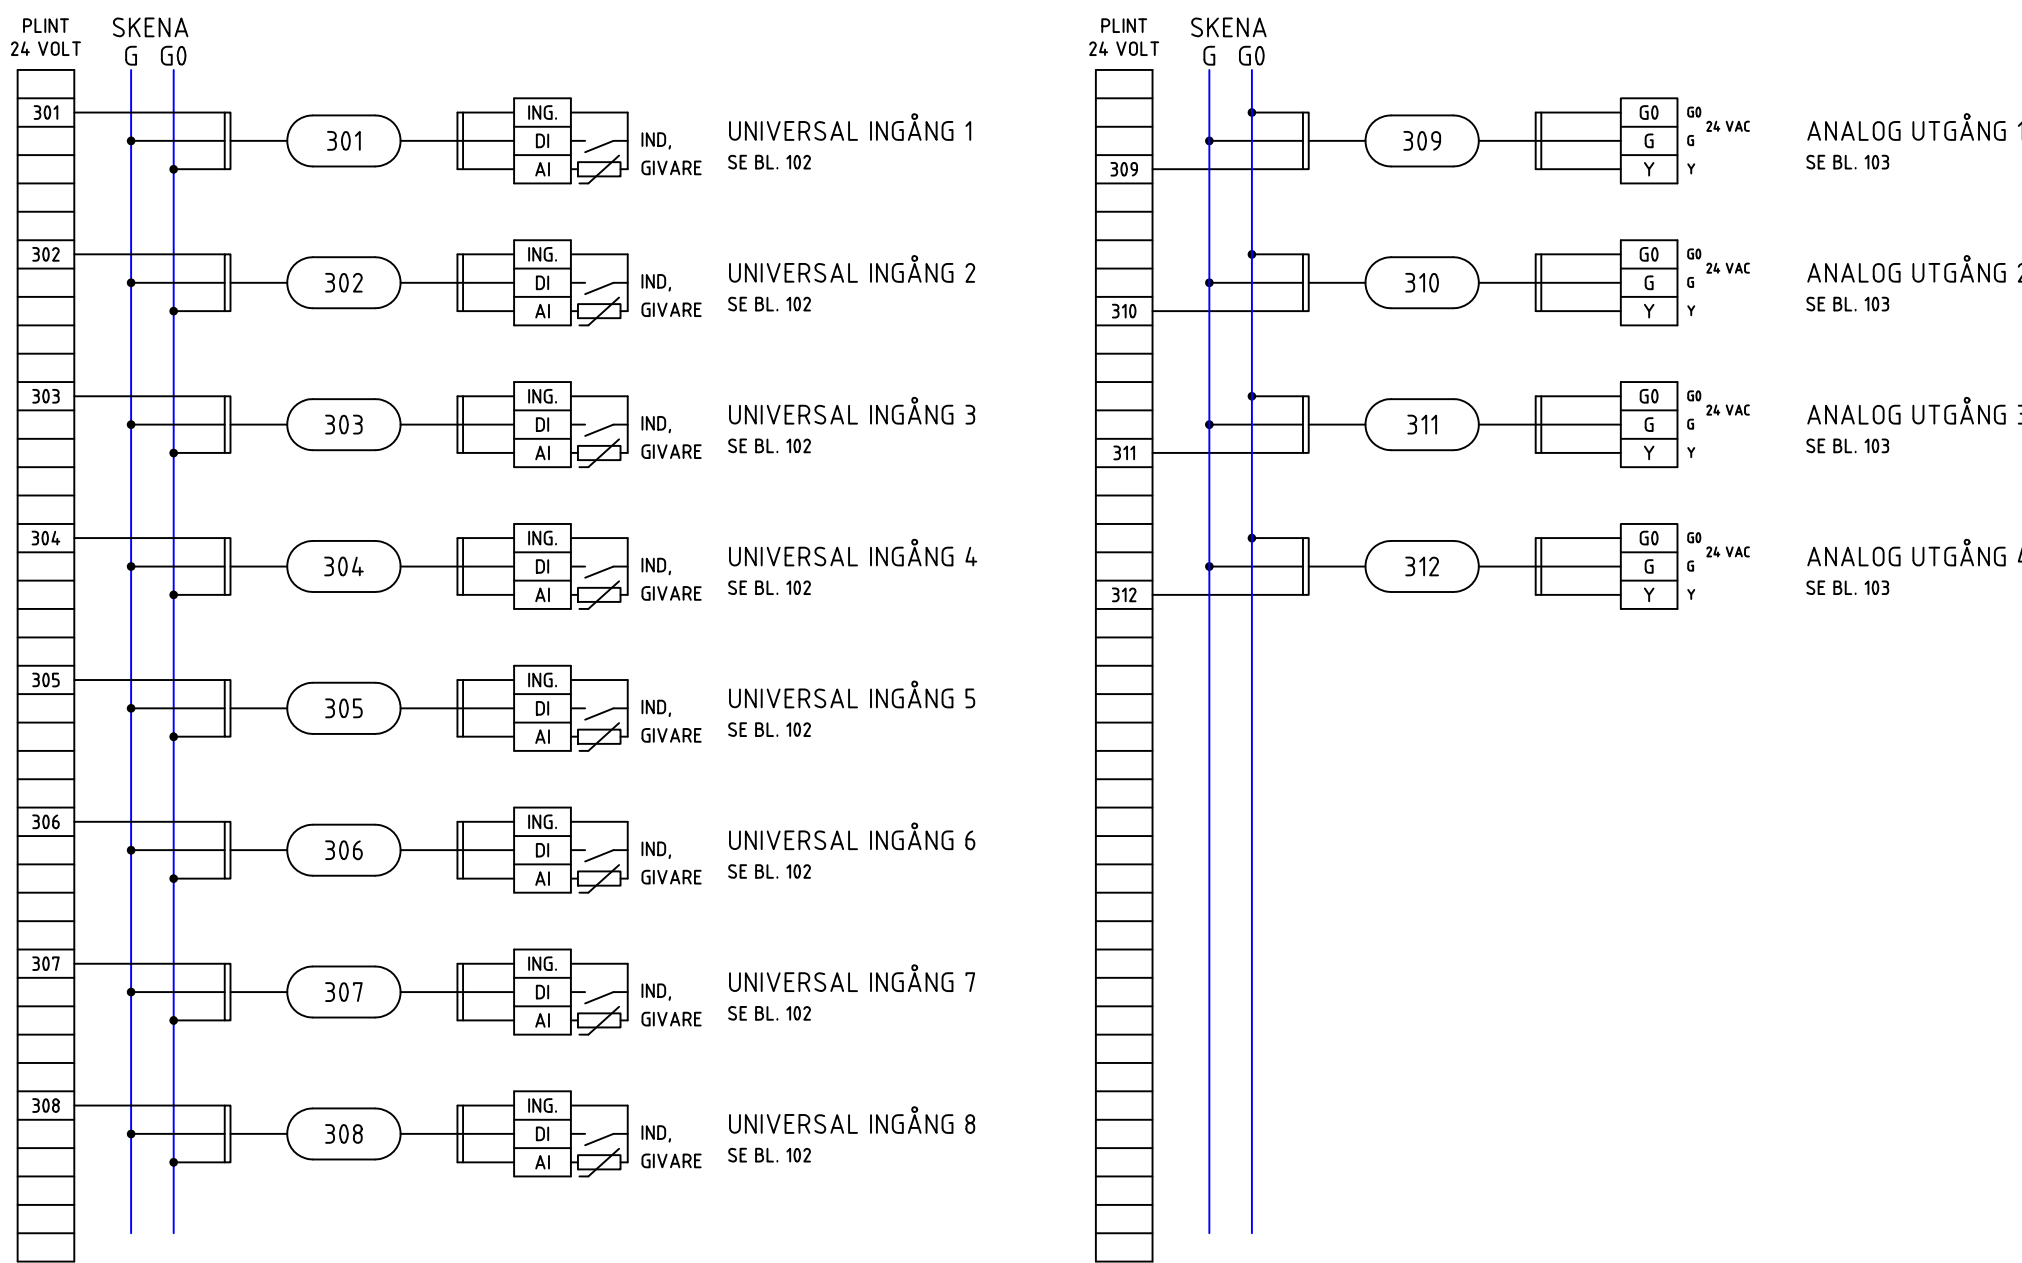 PLINT
24 VOLT
SKENA
G G0
301
301
ING.
DI
AI
IND,
GIVARE
UNIVERSAL INGÅNG 1
SE BL. 102
302
302
ING.
DI
AI
IND,
GIVARE
UNIVERSAL INGÅNG 2
SE BL. 102
303
303
ING.
DI
AI
IND,
GIVARE
UNIVERSAL INGÅNG 3
SE BL. 102
304
304
ING.
DI
AI
IND,
GIVARE
UNIVERSAL INGÅNG 4
SE BL. 102
305
305
ING.
DI
AI
IND,
GIVARE
UNIVERSAL INGÅNG 5
SE BL. 102
306
306
ING.
DI
AI
IND,
GIVARE
UNIVERSAL INGÅNG 6
SE BL. 102
307
307
ING.
DI
AI
IND,
GIVARE
UNIVERSAL INGÅNG 7
SE BL. 102
308
308
ING.
DI
AI
IND,
GIVARE
UNIVERSAL INGÅNG 8
SE BL. 102
PLINT
24 VOLT
SKENA
G G0
309
309
G0
G
Y
G0
24 VAC
G
Y
ANALOG UTGÅNG 1
SE BL. 103
310
310
G0
G
Y
G0
24 VAC
G
Y
ANALOG UTGÅNG 2
SE BL. 103
311
311
G0
G
Y
G0
24 VAC
G
Y
ANALOG UTGÅNG 3
SE BL. 103
312
312
G0
G
Y
G0
24 VAC
G
Y
ANALOG UTGÅNG 4
SE BL. 103